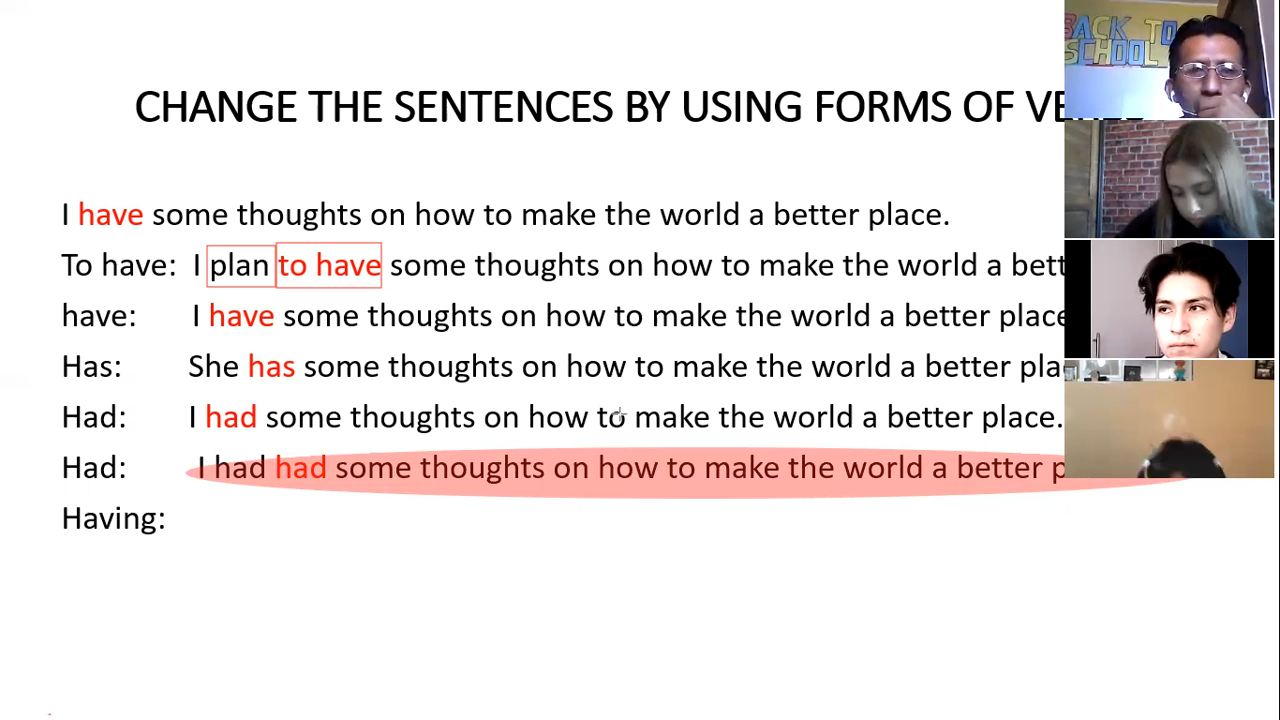 BACK TO
SCHOOL
CHANGE THE SENTENCES BY USING FORMS OF
I have some thoughts on how to make the world a better place.
To have: I plan to have some thoughts on how to make the world a
have: I have some thoughts on how to make the world a better place
Has: She has some thoughts on how to make the world a better
Had: I had some thoughts on how to make the world a better place.
Had: I had had some thoughts on how to make the world a better
Having: